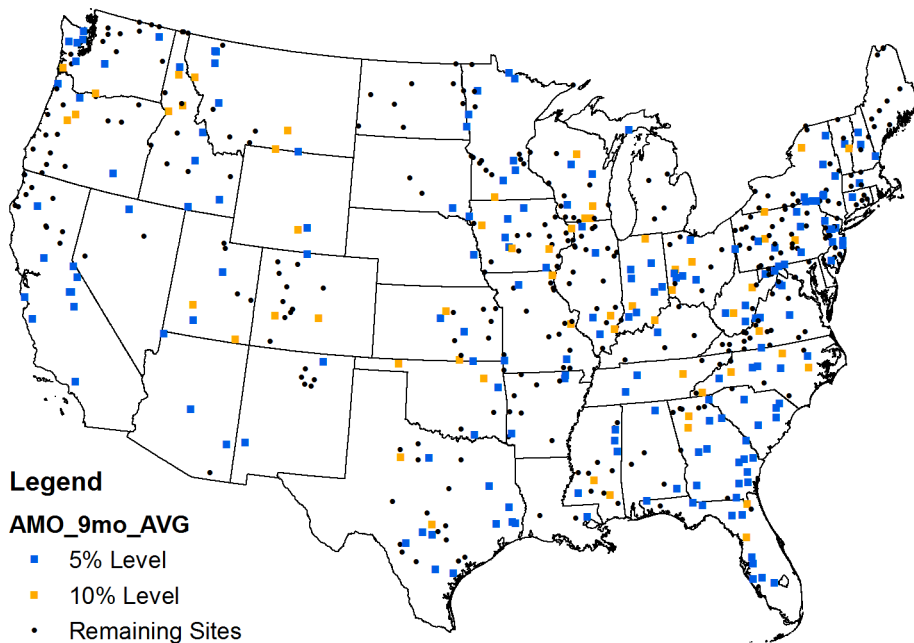 Legend
AMO_9mo_AVG
5% Level
10% Level
Remaining Sites